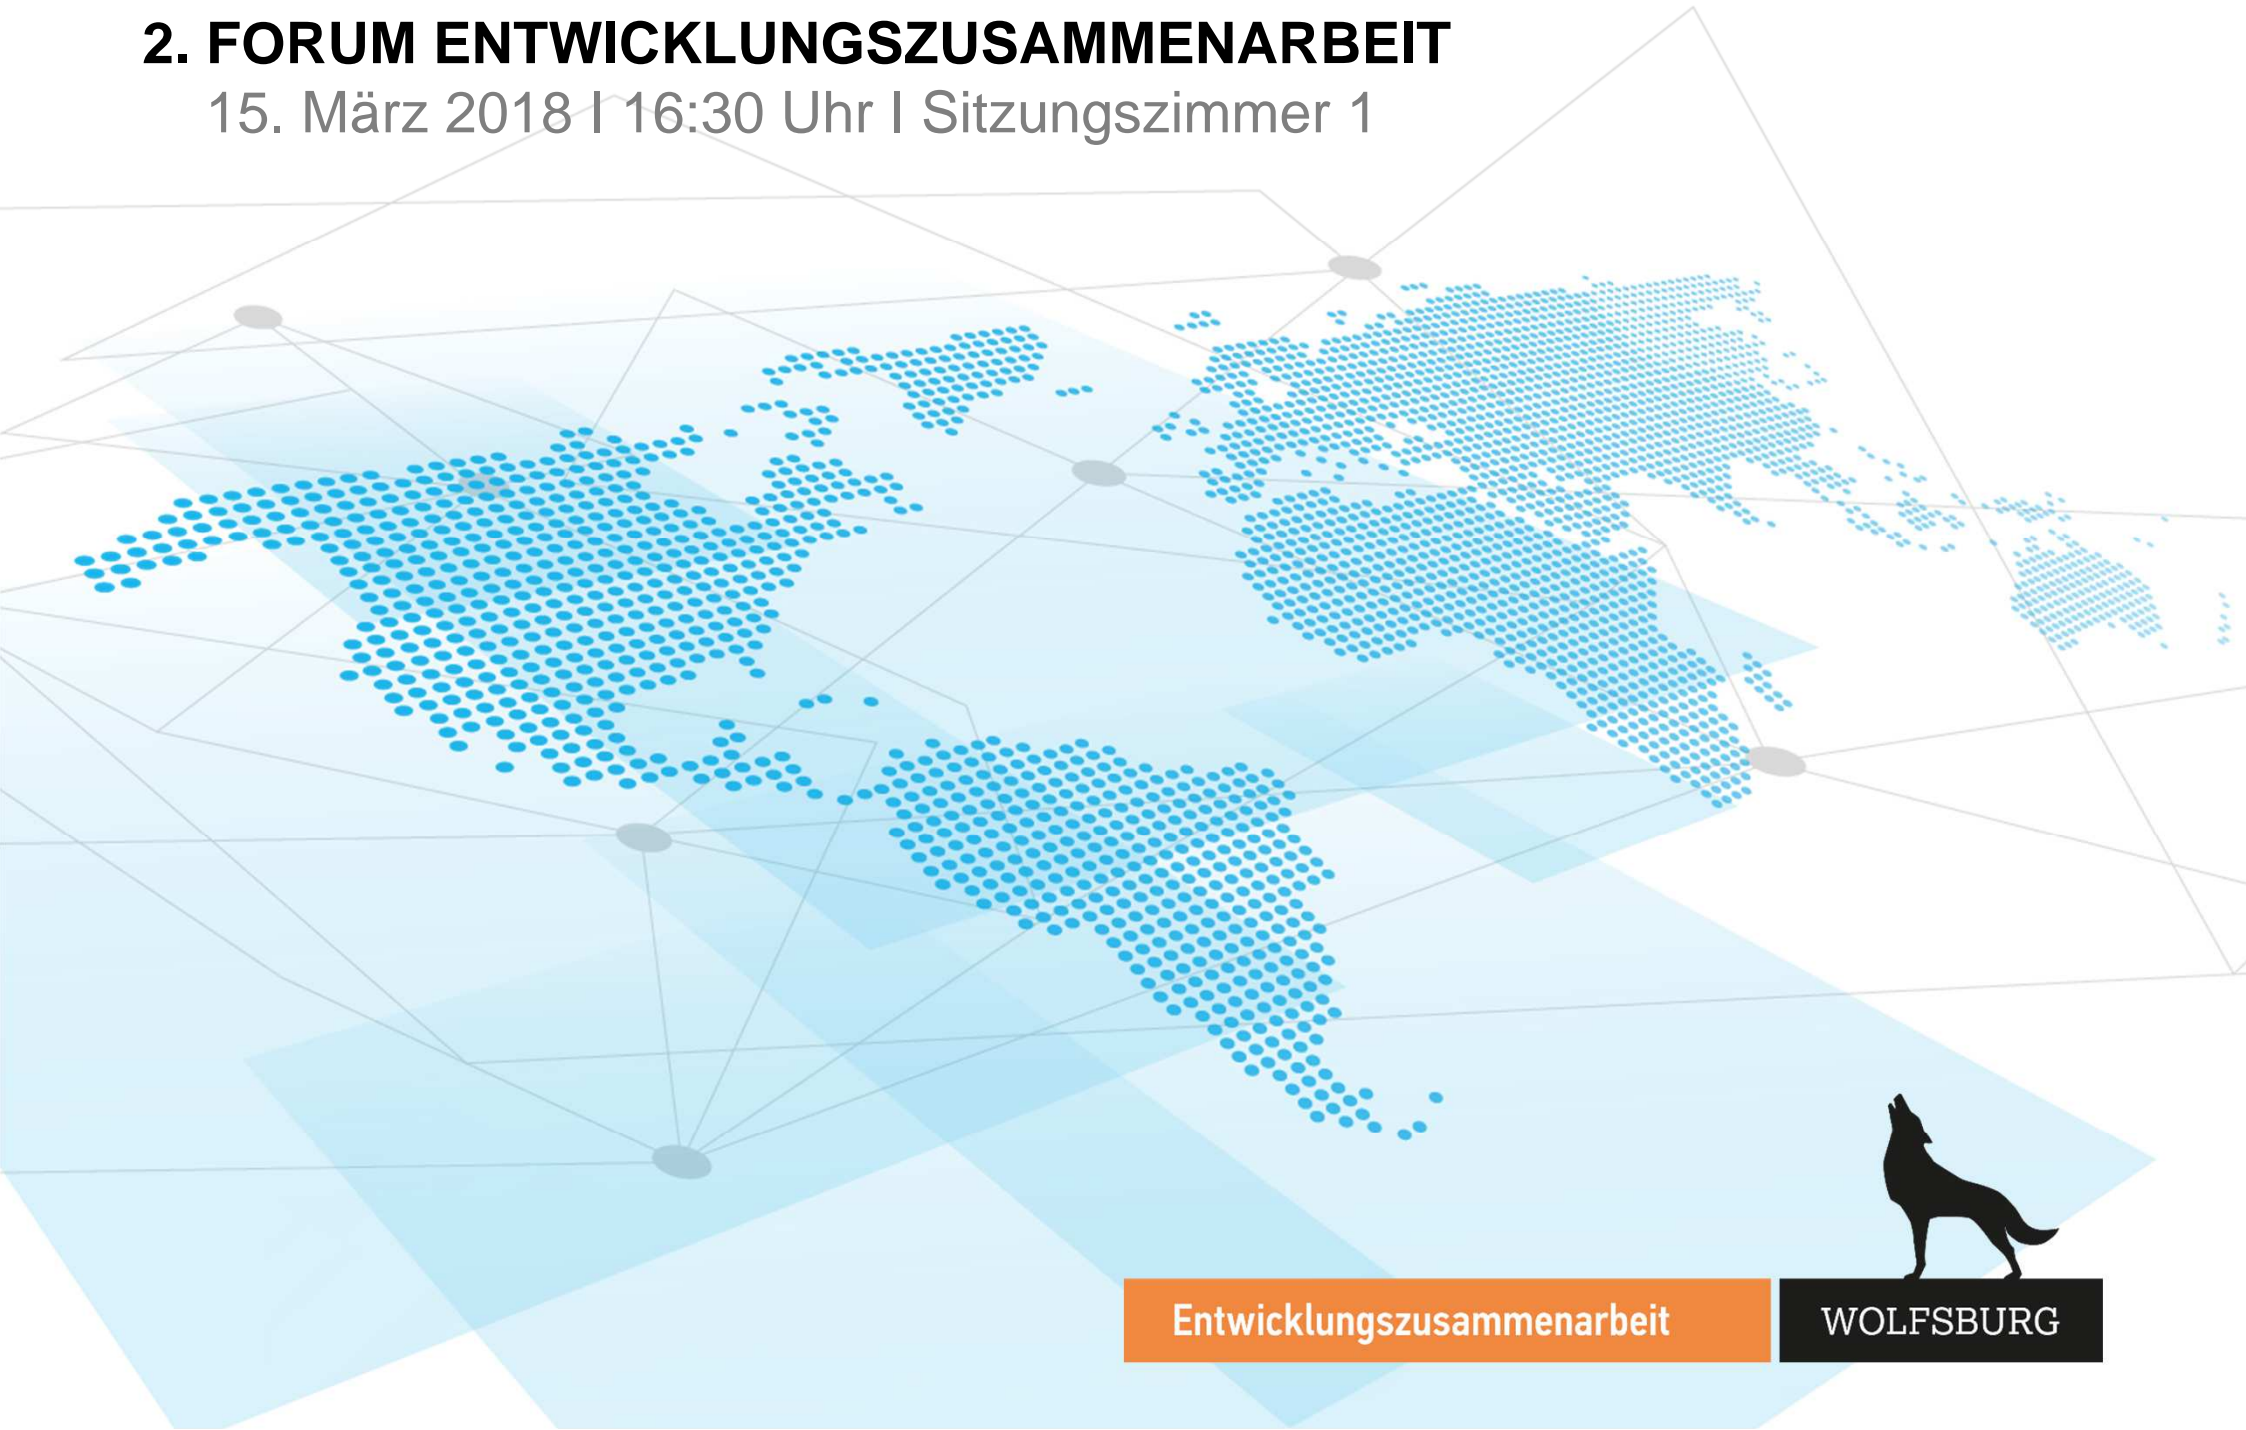 2. FORUM ENTWICKLUNGSZUSAMMENARBEIT
15. März 2018 I 16:30 Uhr I Sitzungszimmer 1
Entwicklungszusammenarbeit
WOLFSBURG